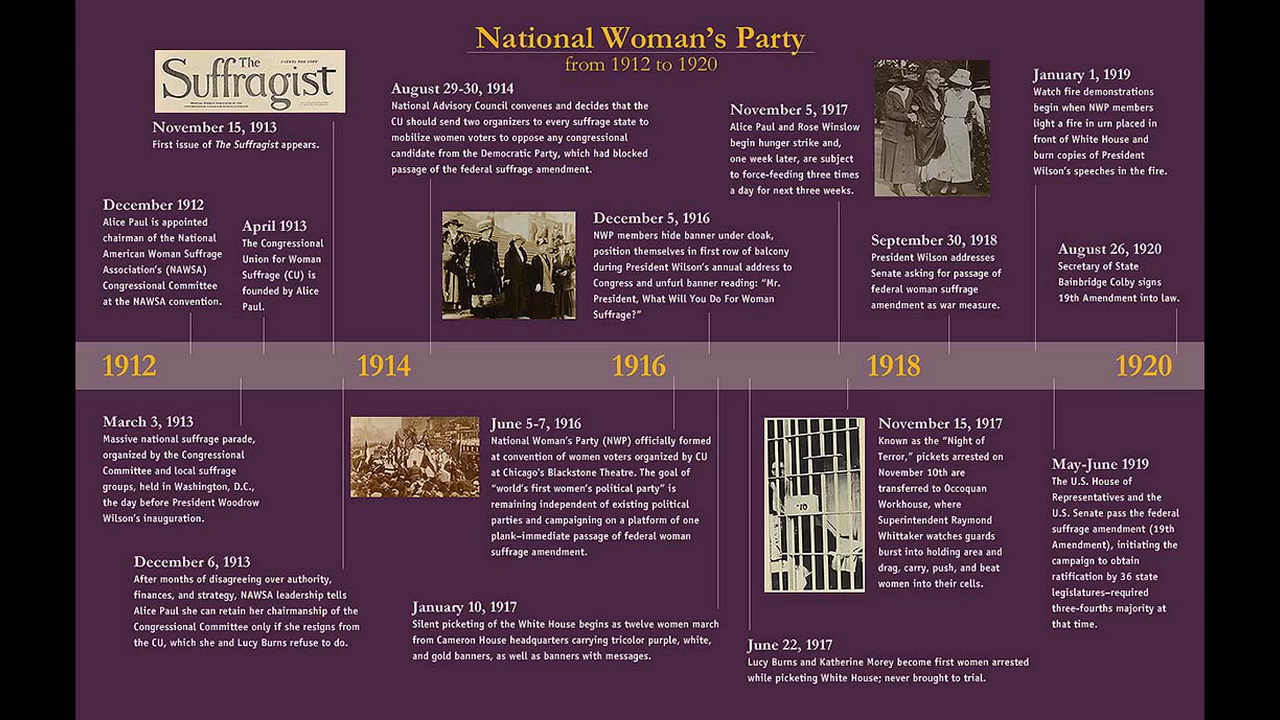 National Woman's Party
from 1912 to 1920
The
Suffragist
November 15, 1913
First issue of The Suffragist appears.
August 29-30, 1914
National Advisory Council convenes and decides that the
CU should send two organizers to every suffrage state to
mobilize women voters to oppose any congressional
candidate from the Democratic Party, which had blocked
passage of the federal suffrage amendment.
November 5, 1917
Alice Paul and Rose Winslow
begin hunger strike and,
one week later, are subject
to force-feeding three times
a day for next three weeks.
January 1, 1919
Watch fire demonstrations
begin when NWP members
light a fire in urn placed in
front of White House and
burn copies of President
Wilson's speeches in the fire.
December 1912
Alice Paul is appointed
chairman of the National
American Woman Suffrage
Association's (NAWSA)
Congressional Committee
at the NAWSA convention.
April 1913
The Congressional
Union for Woman
Suffrage (CU) is
founded by Alice
Paul.
December 5, 1916
NWP members hide banner under cloak,
position themselves in first row of balcony
during President Wilson's annual address to
Congress and unfurl banner reading: "Mr.
President, What Will You Do For Woman
Suffrage?"
September 30, 1918
President Wilson addresses
Senate asking for passage of
federal woman suffrage
amendment as war measure.
August 26, 1920
Secretary of State
Bainbridge Colby signs
19th Amendment into law.
1912
1914
1916
1918
1920
March 3, 1913
Massive national suffrage parade,
organized by the Congressional
Committee and local suffrage
groups, held in Washington, D.C.,
the day before President Woodrow
Wilson's inauguration.
December 6, 1913
After months of disagreeing over authority,
finances, and strategy, NAWSA leadership tells
Alice Paul she can retain her chairmanship of the
Congressional Committee only if she resigns from
the CU, which she and Lucy Burns refuse to do.
June 5-7, 1916
National Woman's Party (NWP) officially formed
at convention of women voters organized by CU
at Chicago's Blackstone Theatre. The goal of
"world's first women's political party" is
remaining independent of existing political
parties and campaigning on a platform of one
plank–immediate passage of federal woman
suffrage amendment.
January 10, 1917
Silent picketing of the White House begins as twelve women march
from Cameron House headquarters carrying tricolor purple, white,
and gold banners, as well as banners with messages.
November 15, 1917
Known as the "Night of
Terror," pickets arrested on
November 10th are
transferred to Occoquan
Workhouse, where
Superintendent Raymond
Whittaker watches guards
burst into holding area and
drag, carry, push, and beat
women into their cells.
June 22, 1917
Lucy Burns and Katherine Morey become first women arrested
while picketing White House; never brought to trial.
May-June 1919
The U.S. House of
Representatives and the
U.S. Senate pass the federal
suffrage amendment (19th
Amendment), initiating the
campaign to obtain
ratification by 36 state
legislatures–required
three-fourths majority at
that time.